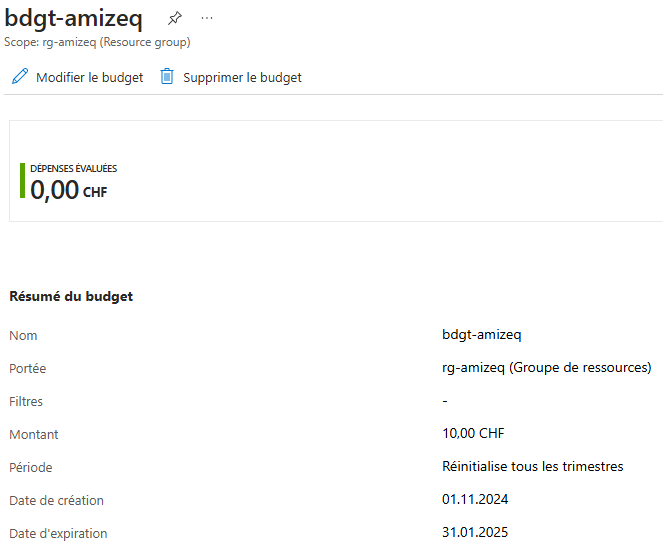 bdgt-amizeq ...
Scope: rg-amizeq (Resource group)
Modifier le budget Supprimer le budget
DÉPENSES ÉVALUÉES
0,00 CHF
Résumé du budget
Nom bdgt-amizeq
Portée rg-amizeq (Groupe de ressources)
Filtres -
Montant 10,00 CHF
Période Réinitialise tous les trimestres
Date de création 01.11.2024
Date d'expiration 31.01.2025